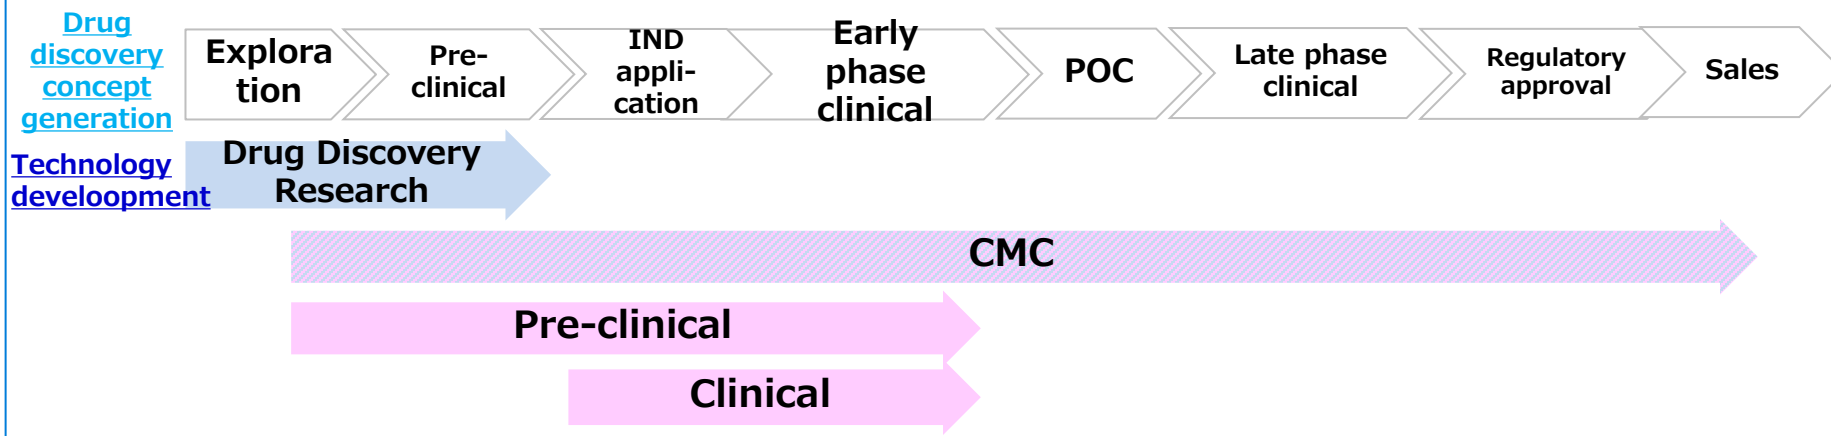 Drug
discovery
concept
generation
Explora
tion
Pre-
clinical
IND
appli-
cation
Early
phase
clinical
POC
Late phase
clinical
Regulatory
approval
Sales
Technology
develoopment
Drug Discovery
Research
CMC
Pre-clinical
Clinical